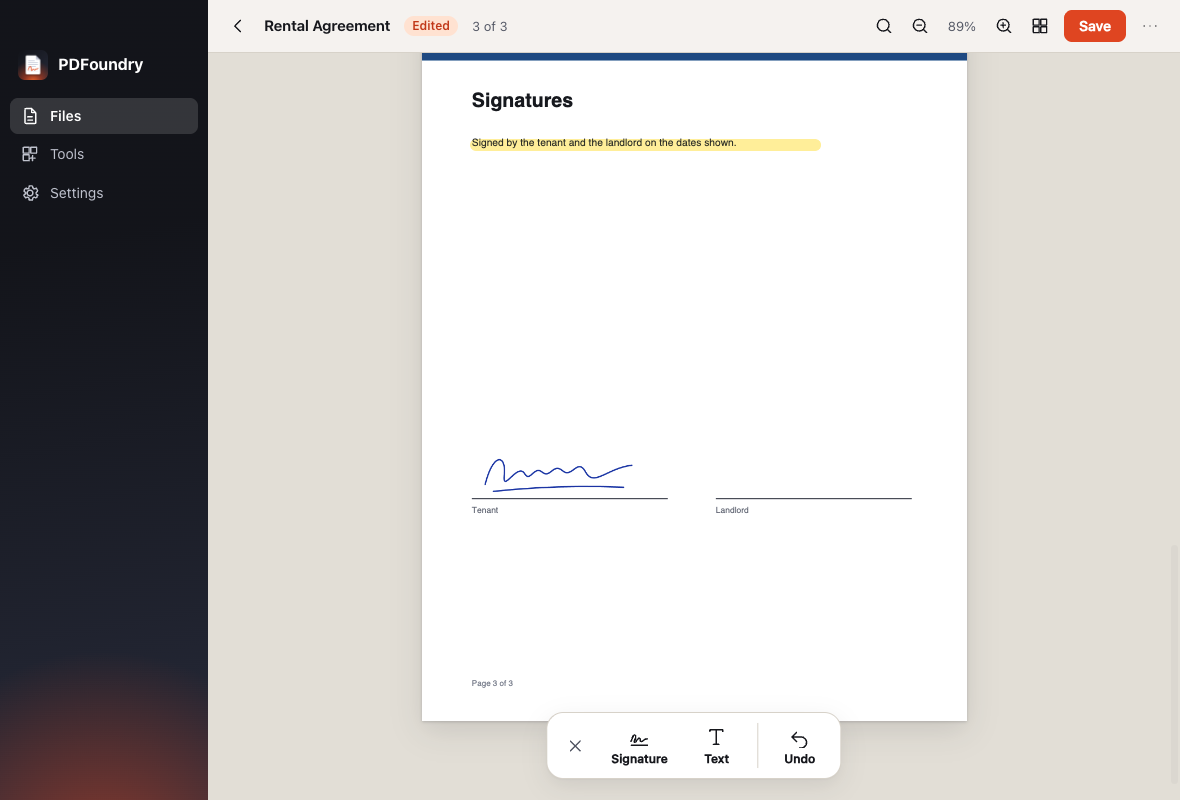 PDFoundry
Files
Tools
Settings
Rental Agreement Edited 3 of 3 89% Save
Signatures
Signed by the tenant and the landlord on the dates shown.
Tenant Landlord
Page 3 of 3
Signature Text Undo